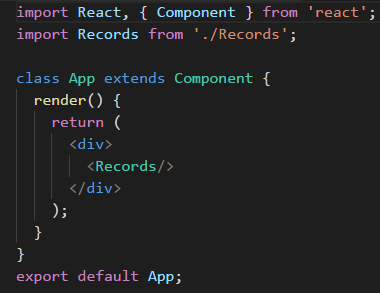 import React, { Component } from 'react';
import Records from './Records';

class App extends Component {
  render() {
    return (
      <div>
        <Records/>
      </div>
    );
  }
}
export default App;